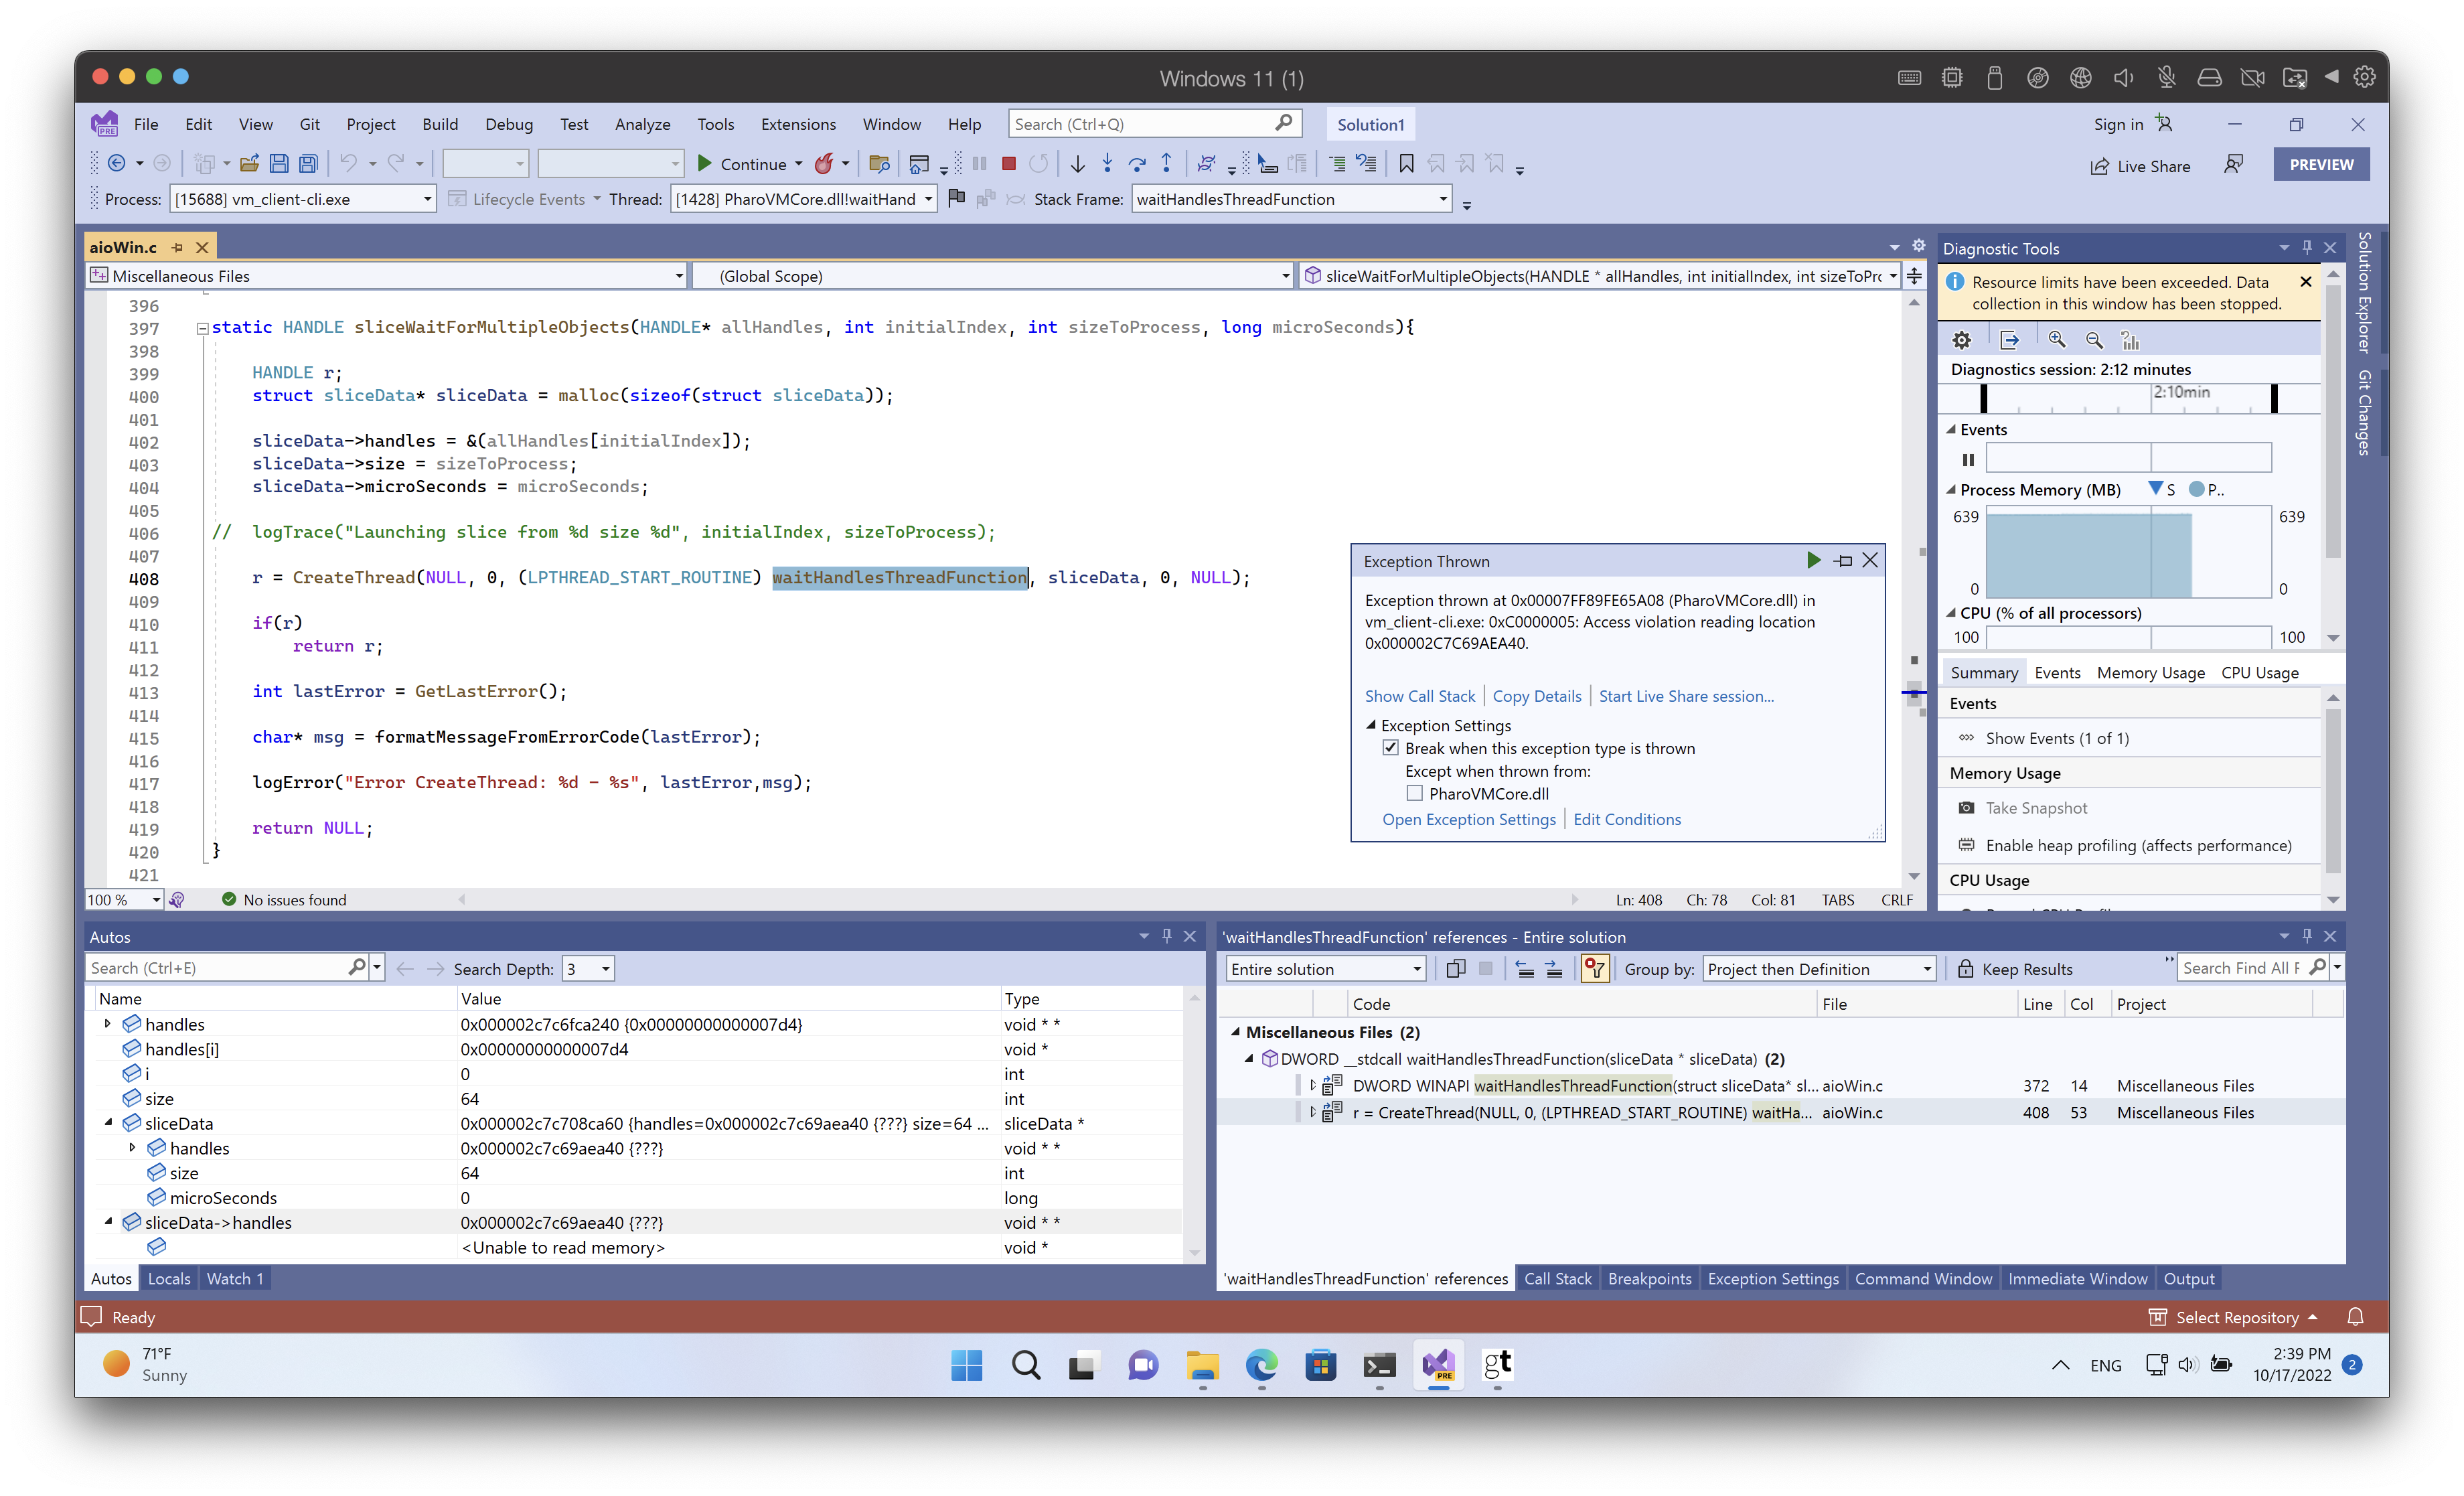 Windows 11 (1)
File Edit View Git Project Build Debug Test Analyze Tools Extensions Window Help Search (Ctrl+Q) Solution1 Sign in
Continue Live Share PREVIEW
Process: [15688] vm_client-cli.exe Lifecycle Events Thread: [1428] PharoVMCore.dll!waitHand Stack Frame: waitHandlesThreadFunction
aioWin.c
Miscellaneous Files (Global Scope) sliceWaitForMultipleObjects(HANDLE * allHandles, int initialIndex, int sizeToPr
396
397 static HANDLE sliceWaitForMultipleObjects(HANDLE* allHandles, int initialIndex, int sizeToProcess, long microSeconds){
398
399 HANDLE r;
400 struct sliceData* sliceData = malloc(sizeof(struct sliceData));
401
402 sliceData->handles = &(allHandles[initialIndex]);
403 sliceData->size = sizeToProcess;
404 sliceData->microSeconds = microSeconds;
405
406 // logTrace("Launching slice from %d size %d", initialIndex, sizeToProcess);
407
408 r = CreateThread(NULL, 0, (LPTHREAD_START_ROUTINE) waitHandlesThreadFunction, sliceData, 0, NULL);
409
410 if(r)
411 return r;
412
413 int lastError = GetLastError();
414
415 char* msg = formatMessageFromErrorCode(lastError);
416
417 logError("Error CreateThread: %d - %s", lastError,msg);
418
419 return NULL;
420 }
421
Exception Thrown
Exception thrown at 0x00007FF89FE65A08 (PharoVMCore.dll) in
vm_client-cli.exe: 0xC0000005: Access violation reading location
0x000002C7C69AEA40.
Show Call Stack Copy Details Start Live Share session...
Exception Settings
Break when this exception type is thrown
Except when thrown from:
PharoVMCore.dll
Open Exception Settings Edit Conditions
100 % No issues found Ln: 408 Ch: 78 Col: 81 TABS CRLF
Diagnostic Tools
Resource limits have been exceeded. Data
collection in this window has been stopped.
Diagnostics session: 2:12 minutes
2:10min
Events
Process Memory (MB) S P..
639 639
0 0
CPU (% of all processors)
100 100
Summary Events Memory Usage CPU Usage
Events
Show Events (1 of 1)
Memory Usage
Take Snapshot
Enable heap profiling (affects performance)
CPU Usage
Solution Explorer
Git Changes
Autos
Search (Ctrl+E) Search Depth: 3
Name Value Type
handles 0x000002c7c6fca240 {0x00000000000007d4} void * *
handles[i] 0x00000000000007d4 void *
i 0 int
size 64 int
sliceData 0x000002c7c708ca60 {handles=0x000002c7c69aea40 {???} size=64 ... sliceData *
handles 0x000002c7c69aea40 {???} void * *
size 64 int
microSeconds 0 long
sliceData->handles 0x000002c7c69aea40 {???} void * *
<Unable to read memory> void *
Autos Locals Watch 1
'waitHandlesThreadFunction' references - Entire solution
Entire solution Group by: Project then Definition Keep Results Search Find All
Code File Line Col Project
Miscellaneous Files (2)
DWORD __stdcall waitHandlesThreadFunction(sliceData * sliceData) (2)
DWORD WINAPI waitHandlesThreadFunction(struct sliceData* sl... aioWin.c 372 14 Miscellaneous Files
r = CreateThread(NULL, 0, (LPTHREAD_START_ROUTINE) waitHa... aioWin.c 408 53 Miscellaneous Files
'waitHandlesThreadFunction' references Call Stack Breakpoints Exception Settings Command Window Immediate Window Output
Ready Select Repository
71°F
Sunny
PRE
gt
ENG
2:39 PM
10/17/2022
2